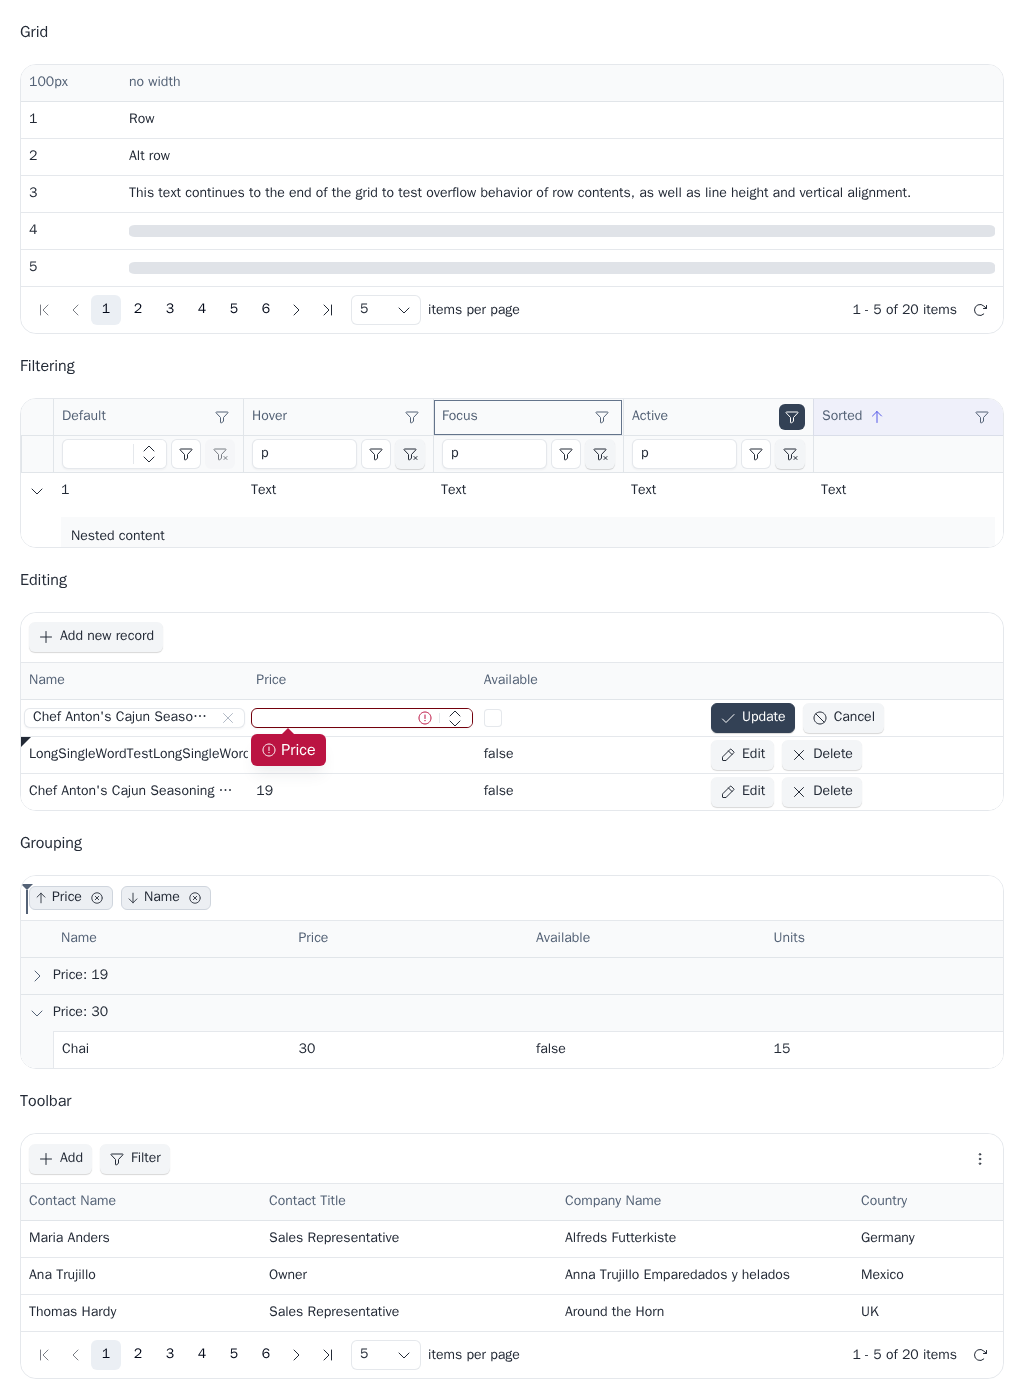 Grid
100px no width
1 Row
2 Alt row
3 This text continues to the end of the grid to test overflow behavior of row contents, as well as line height and vertical alignment.
4
5
1 2 3 4 5 6 5 items per page 1 - 5 of 20 items
Filtering
Default Hover Focus Active Sorted
p p p
1 Text Text Text Text
Nested content
Editing
Add new record
Name Price Available
Chef Anton's Cajun Seaso... Update Cancel
Price
LongSingleWordTestLongSingleWord false Edit Delete
Chef Anton's Cajun Seasoning ... 19 false Edit Delete
Grouping
Price Name
Name Price Available Units
Price: 19
Price: 30
Chai 30 false 15
Toolbar
Add Filter
Contact Name Contact Title Company Name Country
Maria Anders Sales Representative Alfreds Futterkiste Germany
Ana Trujillo Owner Anna Trujillo Emparedados y helados Mexico
Thomas Hardy Sales Representative Around the Horn UK
1 2 3 4 5 6 5 items per page 1 - 5 of 20 items